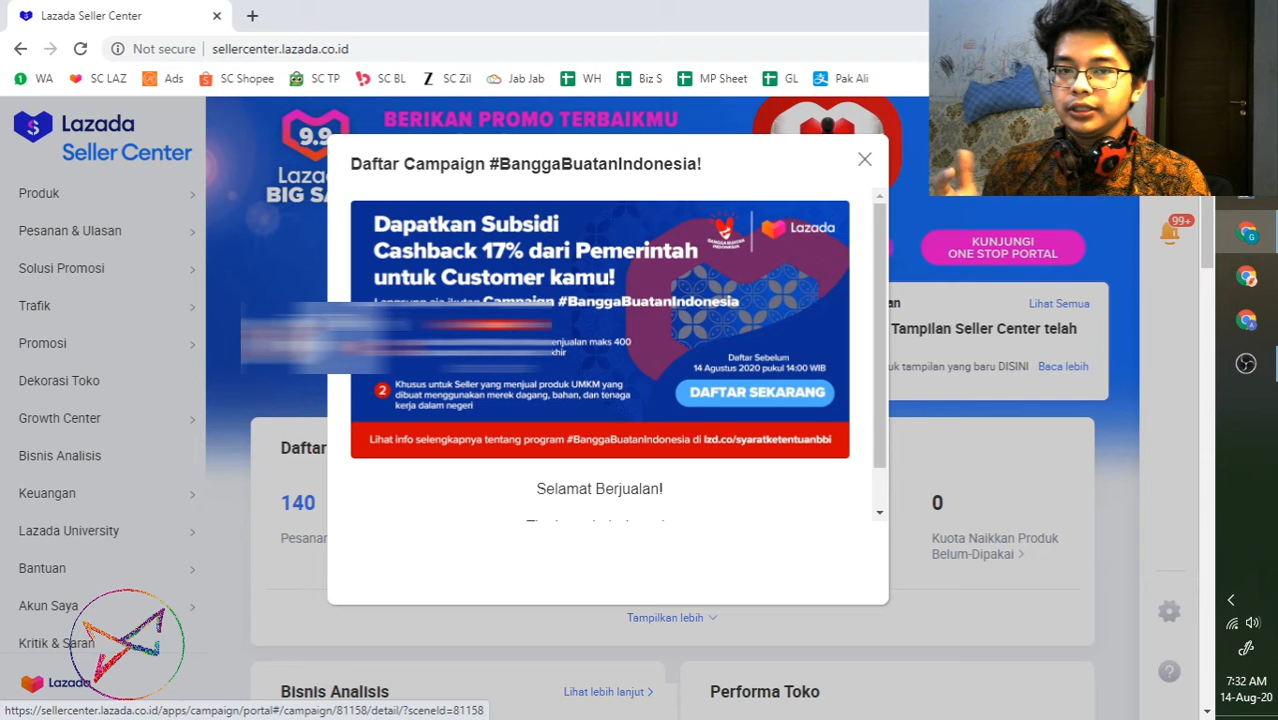 Lazada Seller Center
Not secure
sellercenter.lazada.co.id
WA
SC LAZ
Ads
SC Shopee
SC TP
SC BL
SC Zil
Jab Jab
WH
Biz S
MP Sheet
GL
Pak Ali
Lazada
Seller Center
Produk
Pesanan & Ulasan
Solusi Promosi
Trafik
Promosi
Dekorasi Toko
Growth Center
Bisnis Analisis
Keuangan
Lazada University
Bantuan
Akun Saya
Kritik & Saran
9.9
BERIKAN PROMO TERBAIKMU
KUNJUNGI
ONE STOP PORTAL
99+
Lihat Semua
Tampilan Seller Center telah
tampilan yang baru DISINI
Baca lebih
Daftar Campaign #BanggaBuatanIndonesia!
Dapatkan Subsidi
Cashback 17% dari Pemerintah
untuk Customer kamu!
Campaign #BanggaBuatanIndonesia
BANGGA BUATAN
INDONESIA
Lazada
maks 400
2 Khusus untuk Seller yang menjual produk UMKM yang
dibuat menggunakan merek dagang, bahan, dan tenaga
kerja dalam negeri
Daftar Sebelum
14 Agustus 2020 pukul 14:00 WIB
DAFTAR SEKARANG
Lihat info selengkapnya tentang program #BanggaBuatanIndonesia di lzd.co/syaratketentuanbbi
Selamat Berjualan!
Daftar
140
0
Kuota Naikkan Produk
Belum-Dipakai
Tampilkan lebih
Bisnis Analisis
Lihat lebih lanjut
Performa Toko
https://sellercenter.lazada.co.id/apps/campaign/portal#/campaign/81158/detail/?sceneId=81158
7:32 AM
14-Aug-20